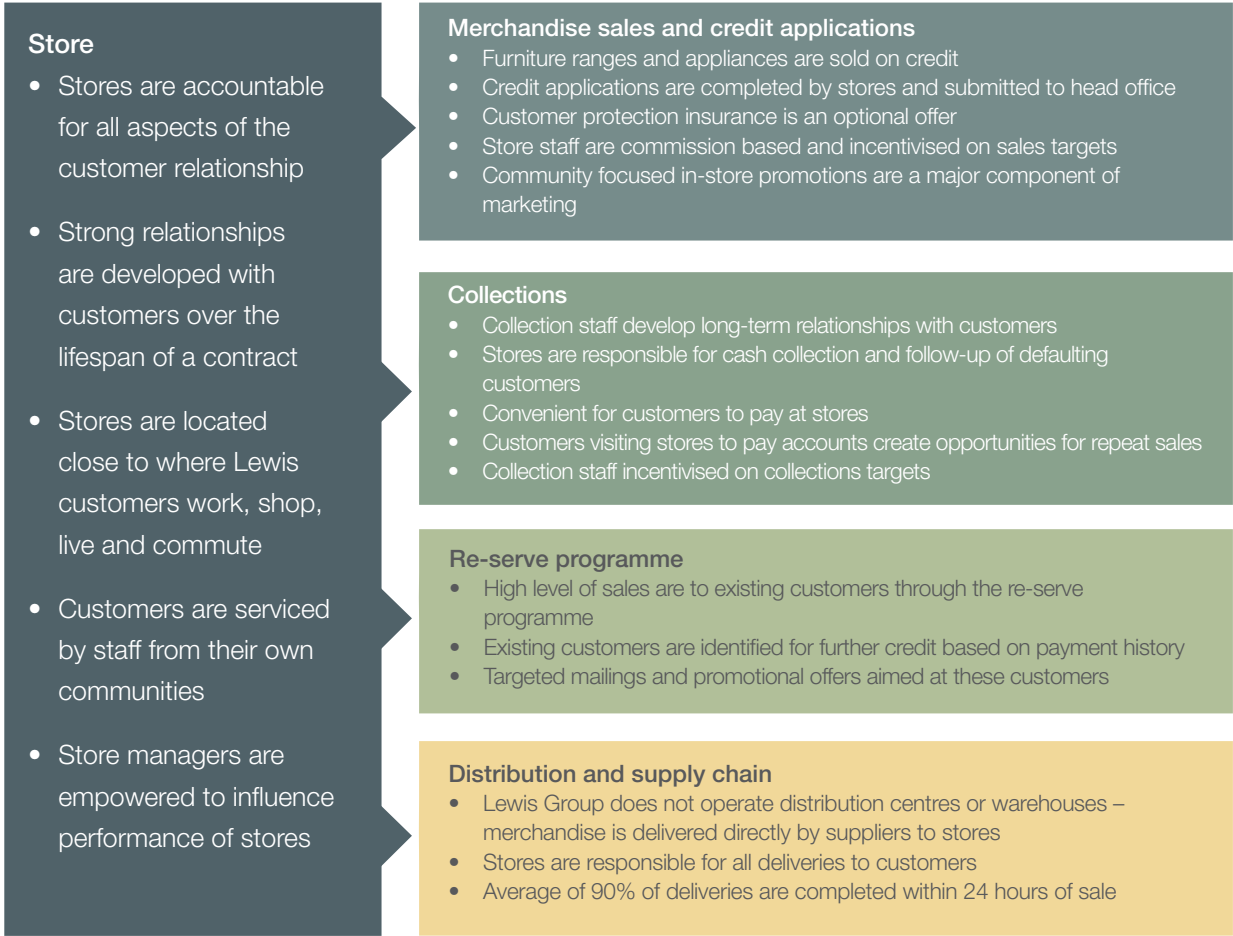 Store
• Stores are accountable
for all aspects of the
customer relationship
• Strong relationships
are developed with
customers over the
lifespan of a contract
• Stores are located
close to where Lewis
customers work, shop,
live and commute
• Customers are serviced
by staff from their own
communities
• Store managers are
empowered to influence
performance of stores
Merchandise sales and credit applications
• Furniture ranges and appliances are sold on credit
• Credit applications are completed by stores and submitted to head office
• Customer protection insurance is an optional offer
• Store staff are commission based and incentivised on sales targets
• Community focused in-store promotions are a major component of
marketing
Collections
• Collection staff develop long-term relationships with customers
• Stores are responsible for cash collection and follow-up of defaulting
customers
• Convenient for customers to pay at stores
• Customers visiting stores to pay accounts create opportunities for repeat sales
• Collection staff incentivised on collections targets
Re-serve programme
• High level of sales are to existing customers through the re-serve
programme
• Existing customers are identified for further credit based on payment history
• Targeted mailings and promotional offers aimed at these customers
Distribution and supply chain
• Lewis Group does not operate distribution centres or warehouses –
merchandise is delivered directly by suppliers to stores
• Stores are responsible for all deliveries to customers
• Average of 90% of deliveries are completed within 24 hours of sale